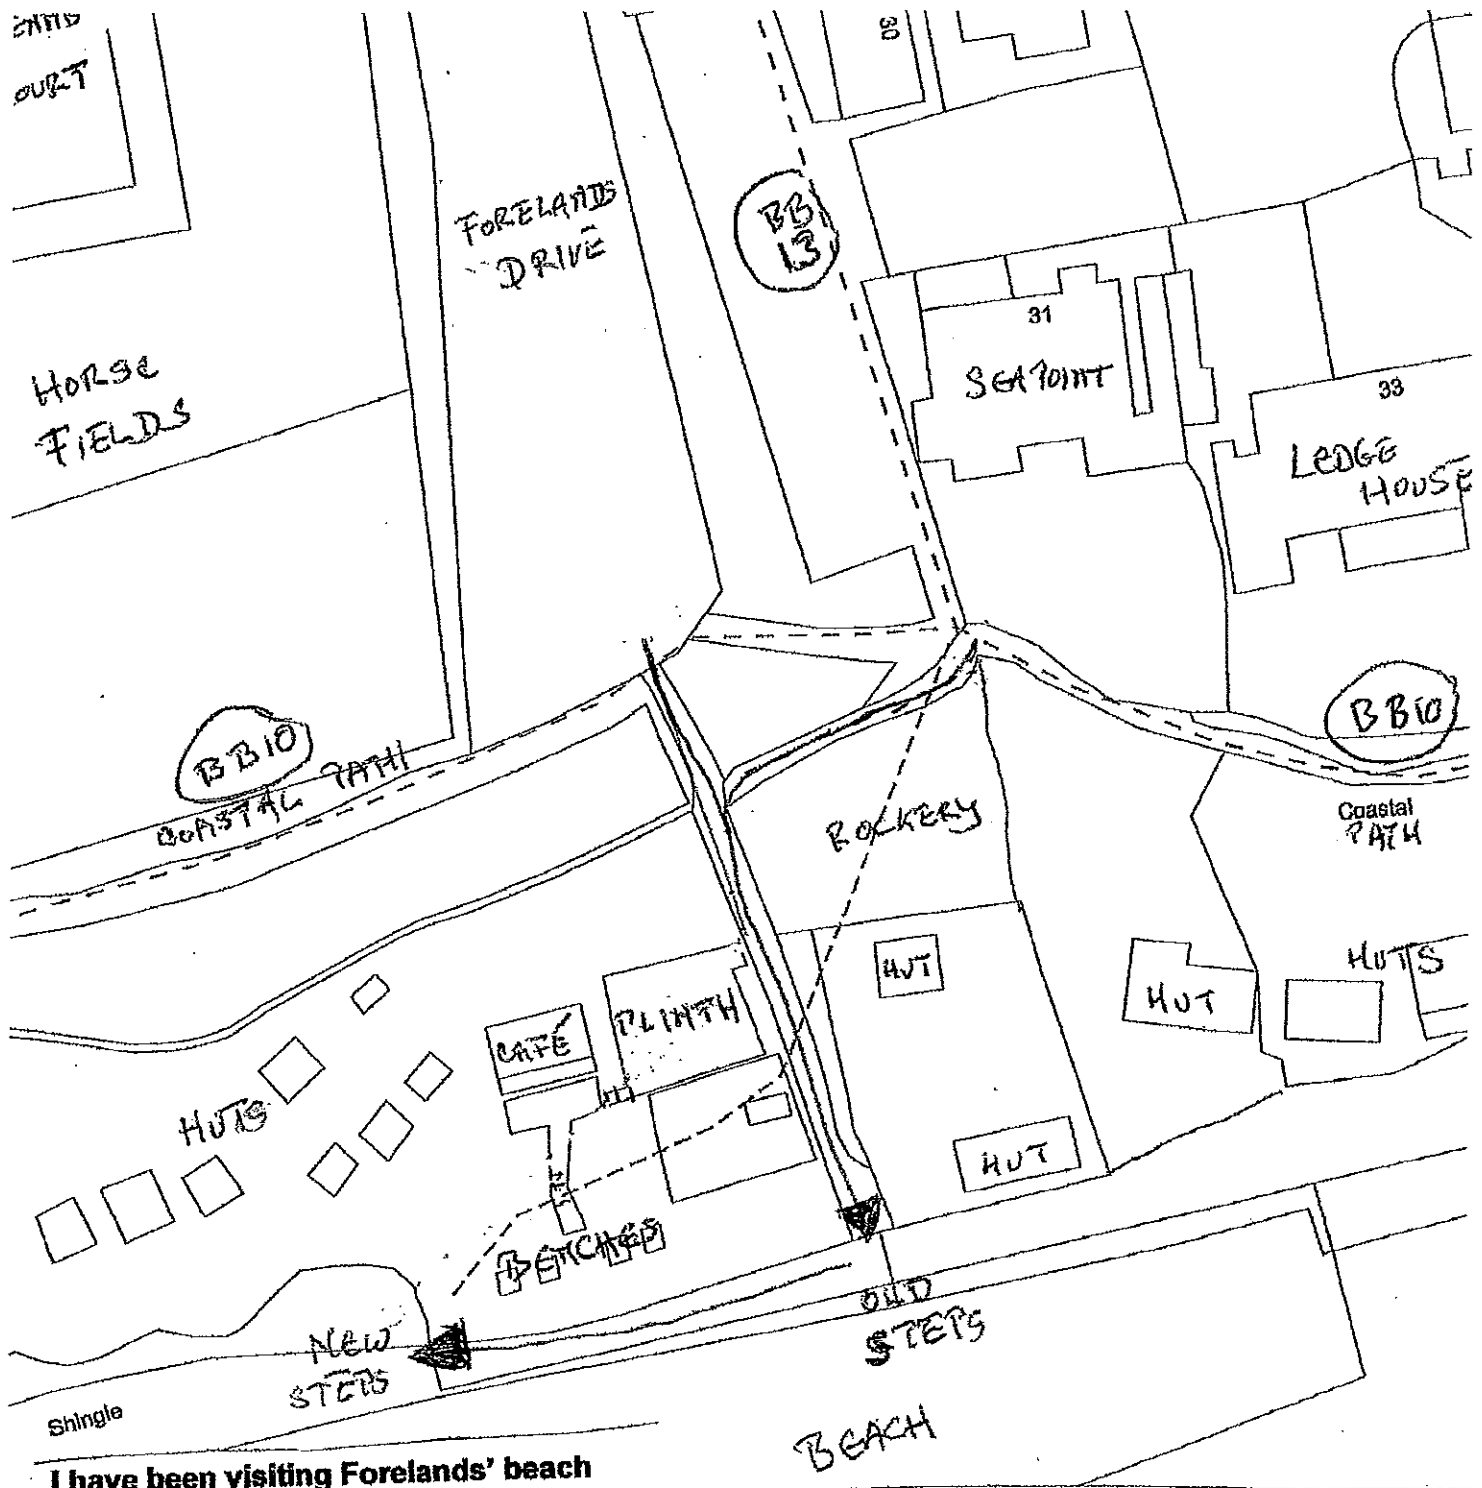 OURT
30
FORELANDS
DRIVE
BB
13
HORSE
FIELDS
31
SEAPOINT
33
LEDGE
HOUSE
BB10
COASTAL PATH
BB10
Coastal
PATH
ROCKERY
HUT
HUT
HUTS
CAFÉ
PLINTH
HUTS
HUT
BENCHES
OLD
STEPS
NEW
STEPS
Shingle
BEACH
I have been visiting Forelands' beach